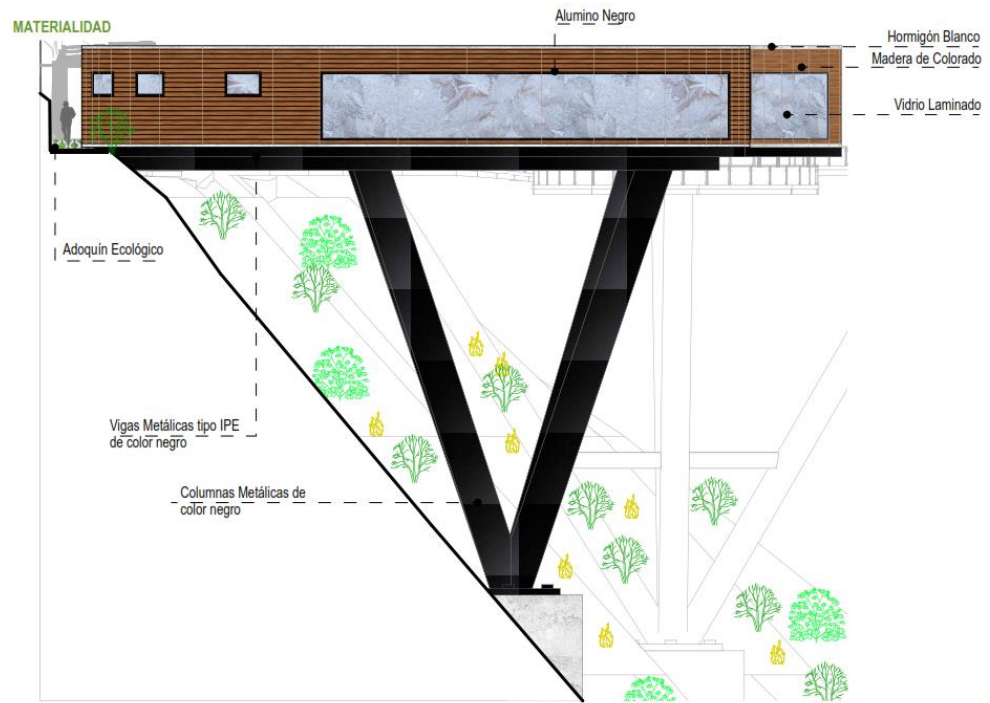 MATERIALIDAD
Alumino Negro
Hormigón Blanco
Madera de Colorado
Vidrio Laminado
Adoquín Ecológico
Vigas Metálicas tipo IPE
de color negro
Columnas Metálicas de
color negro